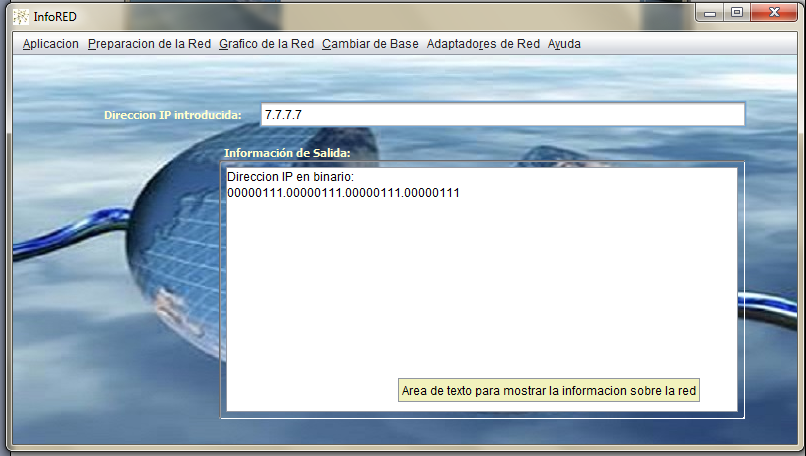 InfoRED
Aplicacion Preparacion de la Red Grafico de la Red Cambiar de Base Adaptadores de Red Ayuda
Direccion IP introducida: 7.7.7.7
Información de Salida:
Direccion IP en binario:
00000111.00000111.00000111.00000111
Area de texto para mostrar la informacion sobre la red